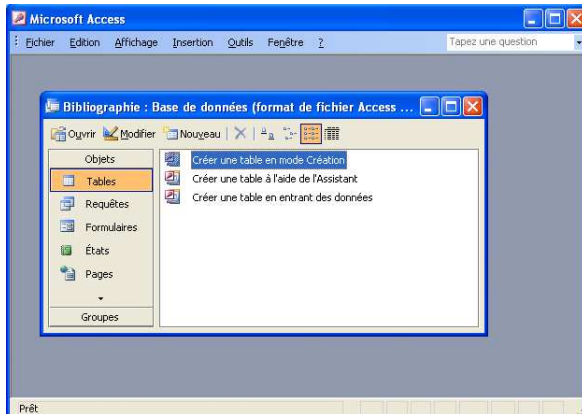 Microsoft Access
Fichier Edition Affichage Insertion Outils Fenêtre ? Tapez une question
Bibliographie : Base de données (format de fichier Access ...
Ouvrir Modifier Nouveau
Objets
Tables
Requêtes
Formulaires
États
Pages
Groupes
Créer une table en mode Création
Créer une table à l'aide de l'Assistant
Créer une table en entrant des données
Prêt